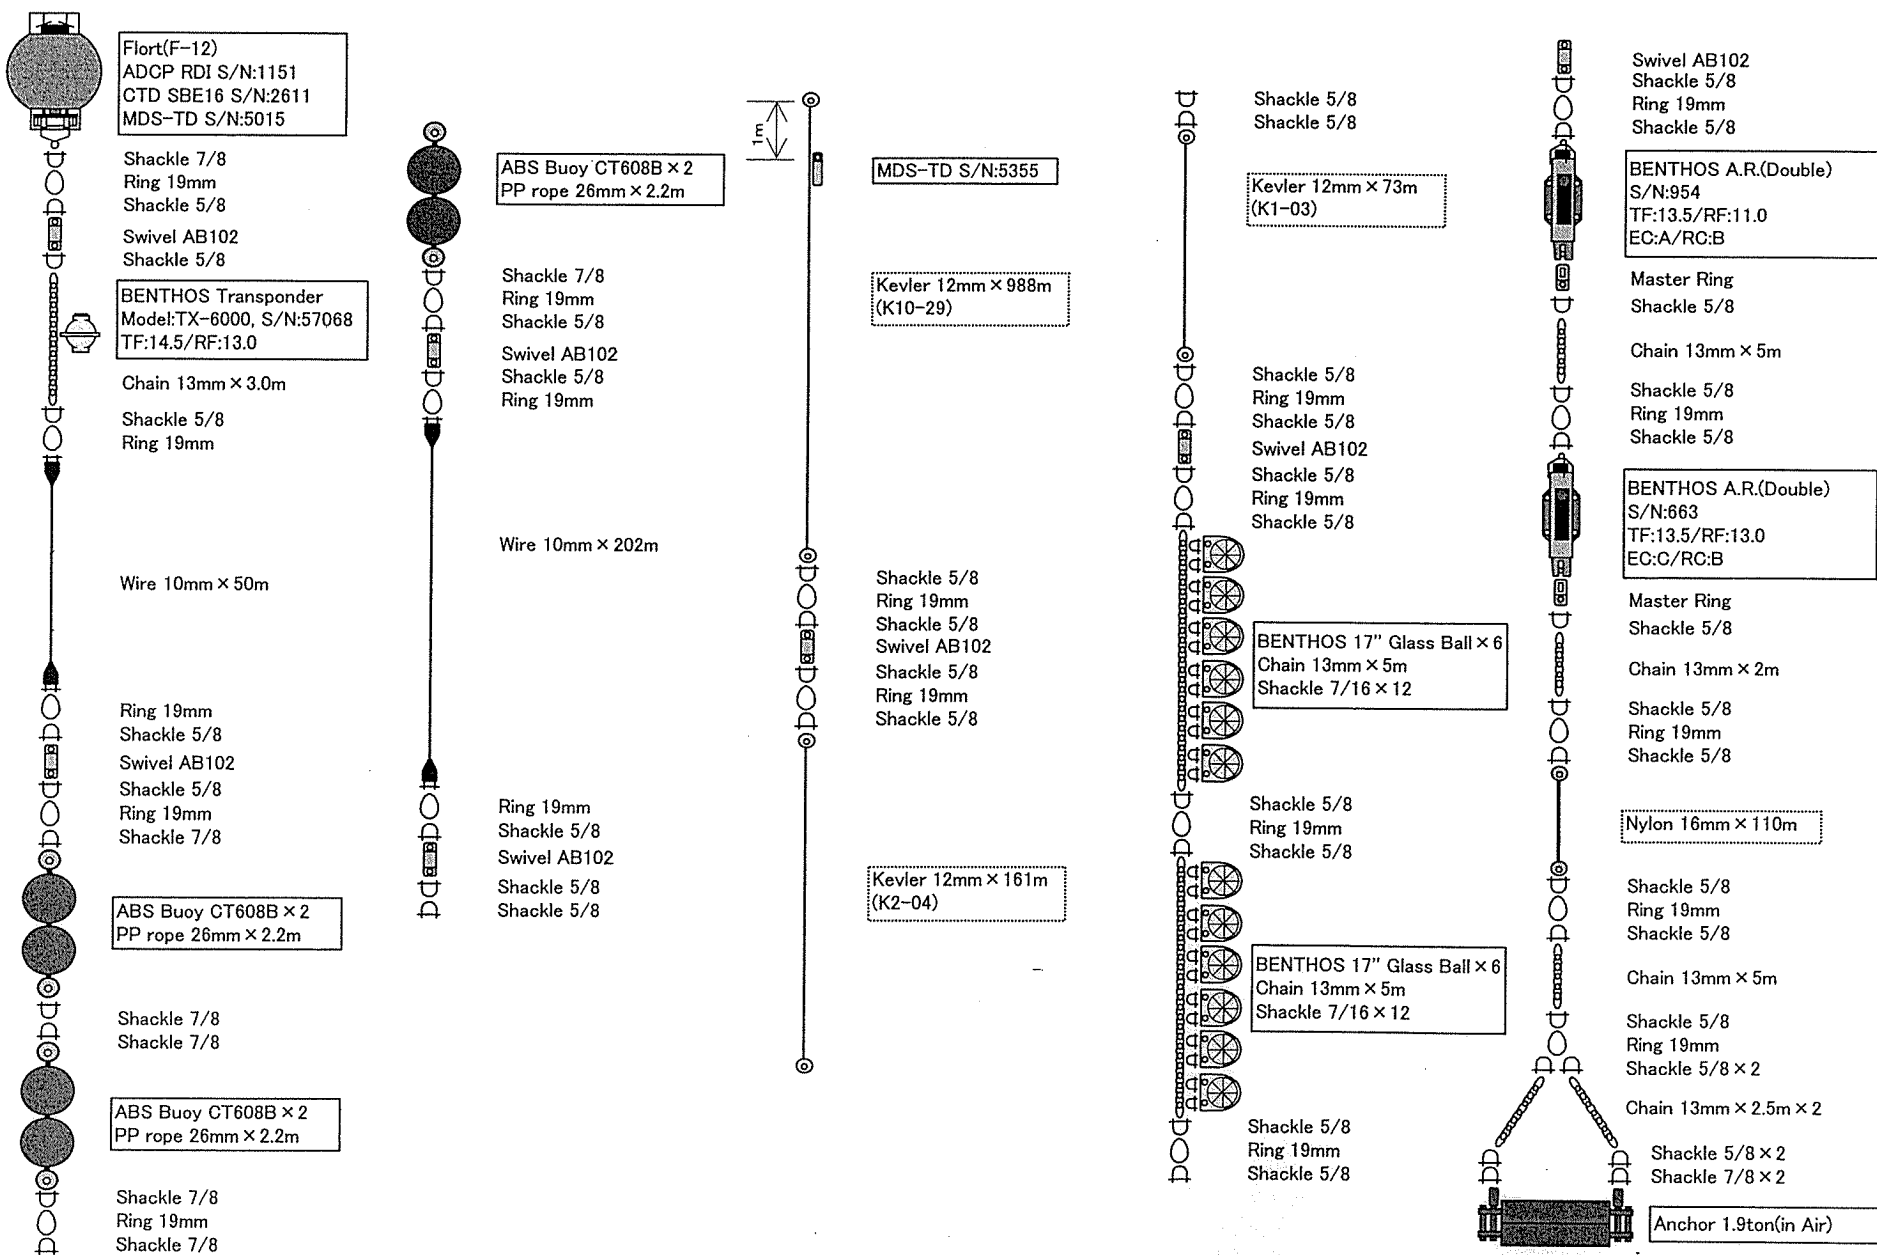 Flort(F-12)
ADCP RDI S/N:1151
CTD SBE16 S/N:2611
MDS-TD S/N:5015
Shackle 7/8
Ring 19mm
Shackle 5/8
Swivel AB102
Shackle 5/8
BENTHOS Transponder
Model:TX-6000, S/N:57068
TF:14.5/RF:13.0
Chain 13mm×3.0m
Shackle 5/8
Ring 19mm
Wire 10mm×50m
Ring 19mm
Shackle 5/8
Swivel AB102
Shackle 5/8
Ring 19mm
Shackle 7/8
ABS Buoy CT608B×2
PP rope 26mm×2.2m
Shackle 7/8
Shackle 7/8
ABS Buoy CT608B×2
PP rope 26mm×2.2m
Shackle 7/8
Ring 19mm
Shackle 7/8
ABS Buoy CT608B×2
PP rope 26mm×2.2m
Shackle 7/8
Ring 19mm
Shackle 5/8
Swivel AB102
Shackle 5/8
Ring 19mm
Wire 10mm×202m
Ring 19mm
Shackle 5/8
Swivel AB102
Shackle 5/8
Shackle 5/8
1m
MDS-TD S/N:5355
Kevler 12mm×988m
(K10-29)
Shackle 5/8
Ring 19mm
Shackle 5/8
Swivel AB102
Shackle 5/8
Ring 19mm
Shackle 5/8
Kevler 12mm×161m
(K2-04)
Shackle 5/8
Shackle 5/8
Kevler 12mm×73m
(K1-03)
Shackle 5/8
Ring 19mm
Shackle 5/8
Swivel AB102
Shackle 5/8
Ring 19mm
Shackle 5/8
BENTHOS 17" Glass Ball×6
Chain 13mm×5m
Shackle 7/16×12
Shackle 5/8
Ring 19mm
Shackle 5/8
BENTHOS 17" Glass Ball×6
Chain 13mm×5m
Shackle 7/16×12
Shackle 5/8
Ring 19mm
Shackle 5/8
Swivel AB102
Shackle 5/8
Ring 19mm
Shackle 5/8
BENTHOS A.R.(Double)
S/N:954
TF:13.5/RF:11.0
EC:A/RC:B
Master Ring
Shackle 5/8
Chain 13mm×5m
Shackle 5/8
Ring 19mm
Shackle 5/8
BENTHOS A.R.(Double)
S/N:663
TF:13.5/RF:13.0
EC:C/RC:B
Master Ring
Shackle 5/8
Chain 13mm×2m
Shackle 5/8
Ring 19mm
Shackle 5/8
Nylon 16mm×110m
Shackle 5/8
Ring 19mm
Shackle 5/8
Chain 13mm×5m
Shackle 5/8
Ring 19mm
Shackle 5/8×2
Chain 13mm×2.5m×2
Shackle 5/8×2
Shackle 7/8×2
Anchor 1.9ton(in Air)